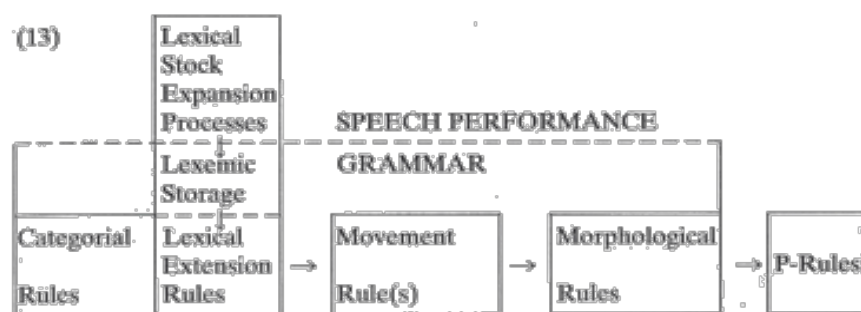 (13)
Lexical
Stock
Expansion
Processes
SPEECH PERFORMANCE
Lexemic
Storage
GRAMMAR
Categorial
Rules
Lexical
Extension
Rules
→
Movement
Rule(s)
→
Morphological
Rules
→
P-Rules